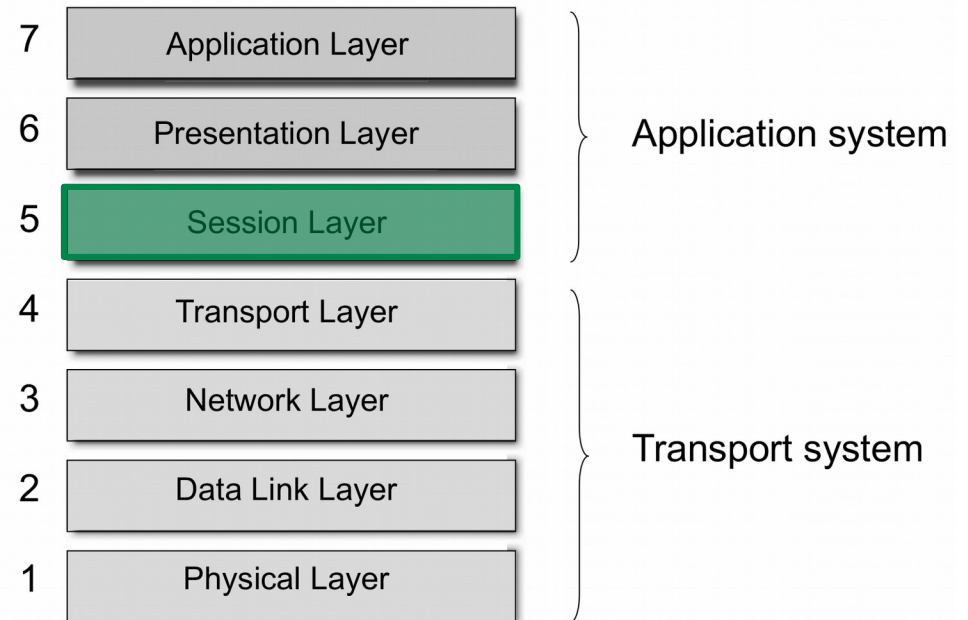 7
Application Layer
6
Presentation Layer
Application system
5
Session Layer
4
Transport Layer
3
Network Layer
Transport system
2
Data Link Layer
1
Physical Layer